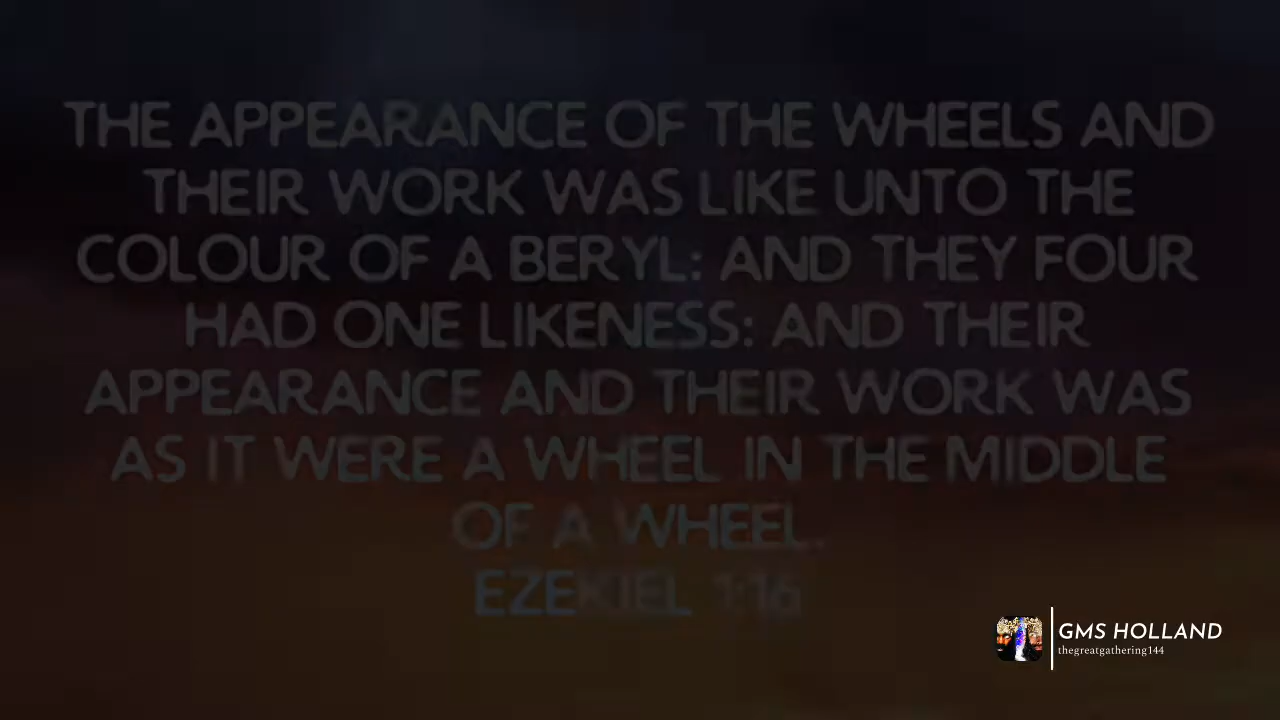 THE APPEARANCE OF THE WHEELS AND
THEIR WORK WAS LIKE UNTO THE
COLOUR OF A BERYL: AND THEY FOUR
HAD ONE LIKENESS: AND THEIR
APPEARANCE AND THEIR WORK WAS
AS IT WERE A WHEEL IN THE MIDDLE
OF A WHEEL.
EZEKIEL 1:16
GMS HOLLAND
thegreatgathering144